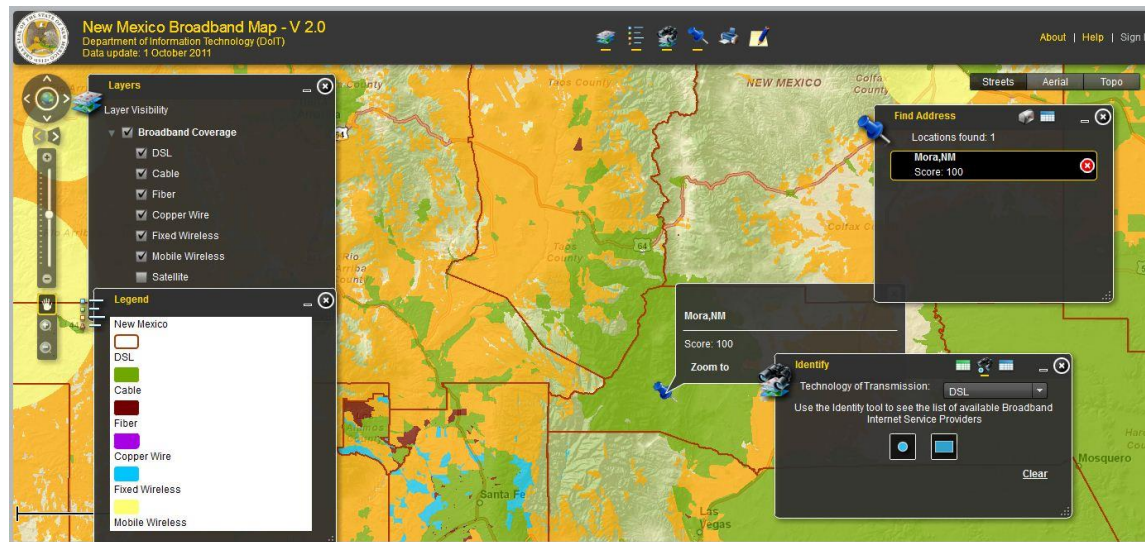 New Mexico Broadband Map - V 2.0
Department of Information Technology (DoIT)
Data update: 1 October 2011
About | Help | Sign
Streets
Aerial
Topo
Layers
Layer Visibility
Broadband Coverage
DSL
Cable
Fiber
Copper Wire
Fixed Wireless
Mobile Wireless
Satellite
Legend
New Mexico
DSL
Cable
Fiber
Copper Wire
Fixed Wireless
Mobile Wireless
Find Address
Locations found: 1
Mora,NM
Score: 100
Mora,NM
Score: 100
Zoom to
Identify
Technology of Transmission:
DSL
Use the Identity tool to see the list of available Broadband
Internet Service Providers
Clear
Taos County
NEW MEXICO
Colfax
County
64
Taos
County
Rio
Arriba
County
64
Santa Fe
Las
Vegas
Mosquero